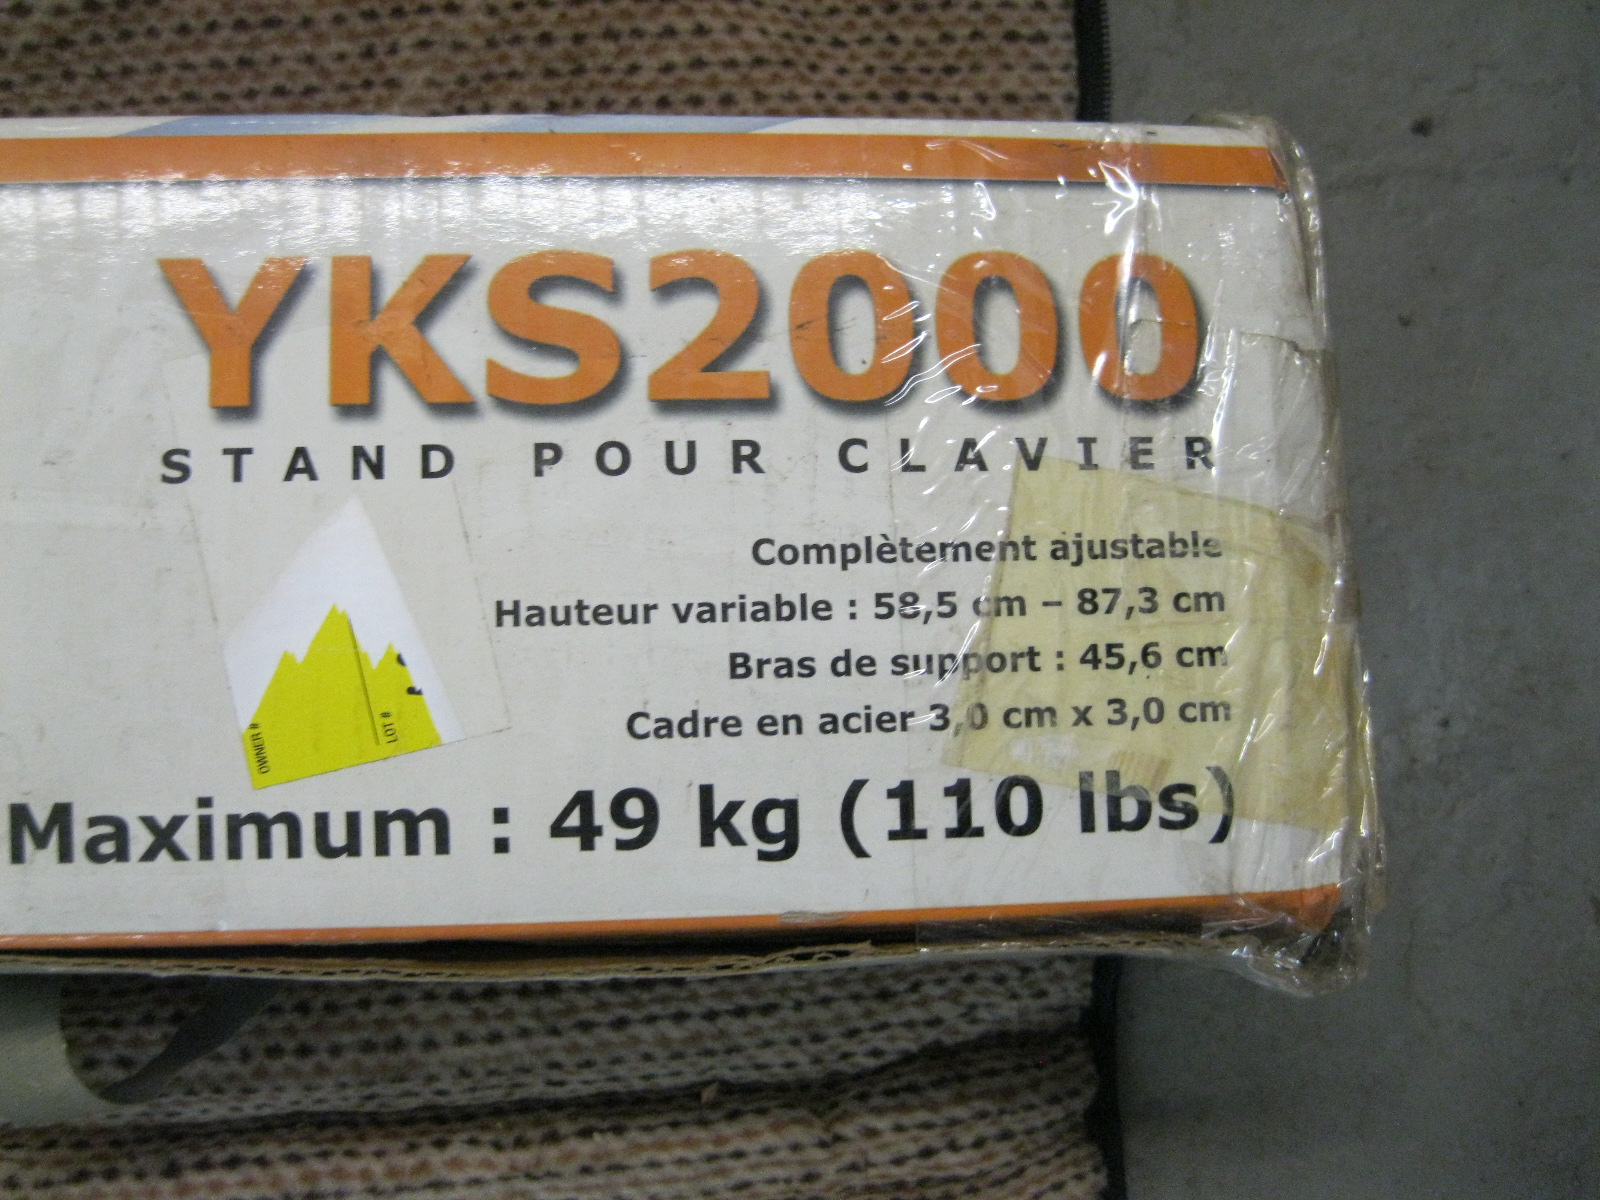 YKS2000
STAND POUR CLAVIER
Complètement ajustable
Hauteur variable : 58,5 cm – 87,3 cm
Bras de support : 45,6 cm
Cadre en acier 3,0 cm x 3,0 cm
OWNER #
LOT #
Maximum : 49 kg (110 lbs)